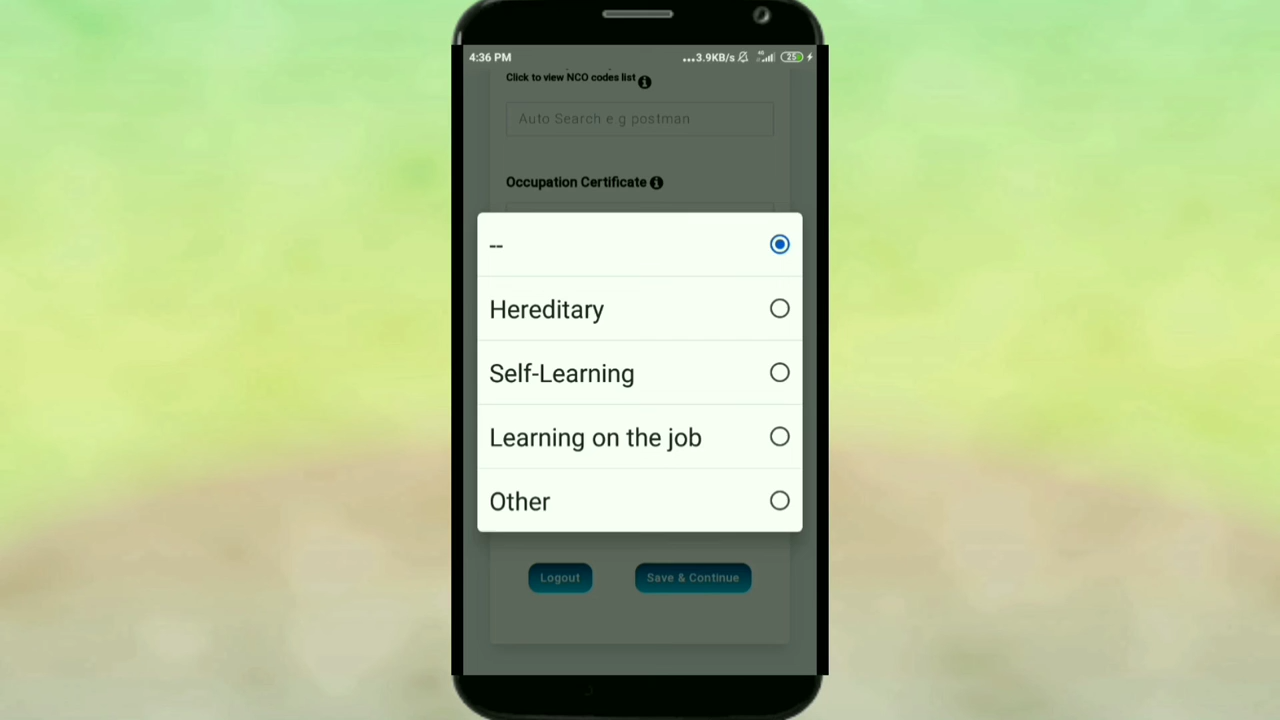 4:36 PM
...3.9KB/s 4G 25
Click to view NCO codes list
Auto Search e.g postman
Occupation Certificate
--
Hereditary
Self-Learning
Learning on the job
Other
Logout
Save & Continue